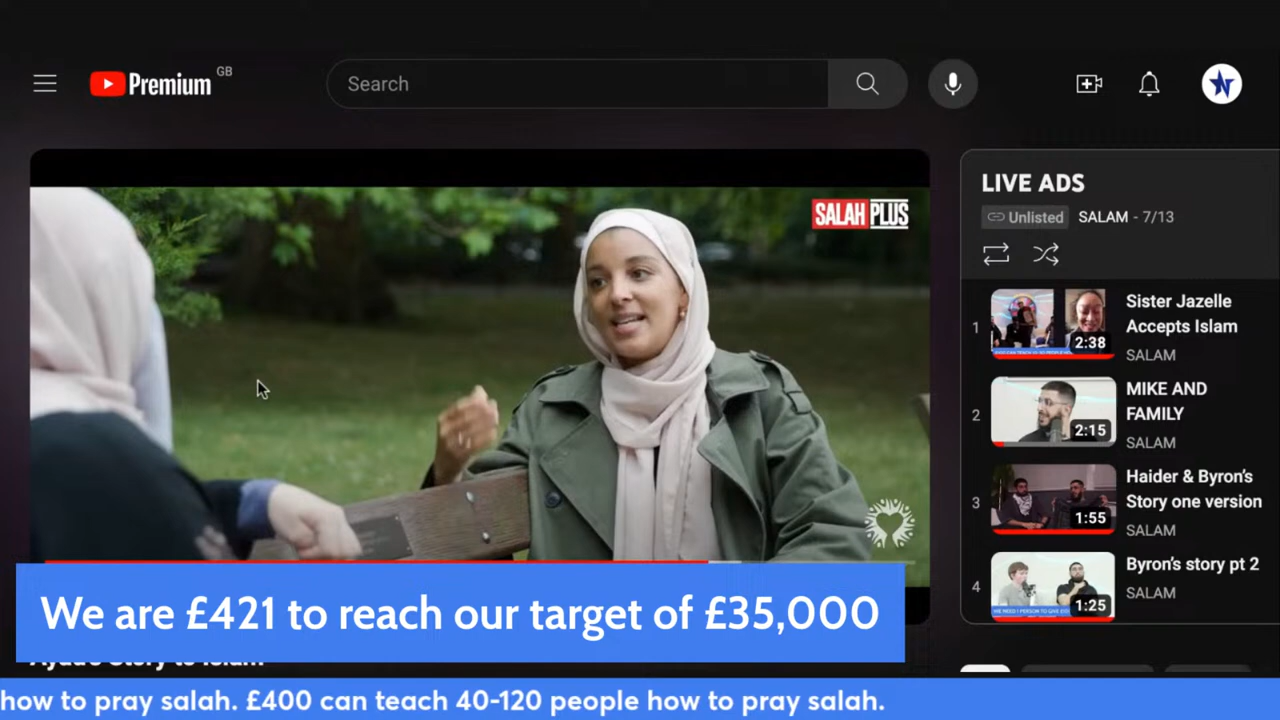 Premium GB
Search
SALAH PLUS
LIVE ADS
Unlisted SALAM - 7/13
1
Sister Jazelle
Accepts Islam
2:38
SALAM
2
MIKE AND
FAMILY
2:15
SALAM
3
Haider & Byron's
Story one version
1:55
SALAM
4
Byron's story pt 2
1:25
SALAM
We are £421 to reach our target of £35,000
how to pray salah. £400 can teach 40-120 people how to pray salah.